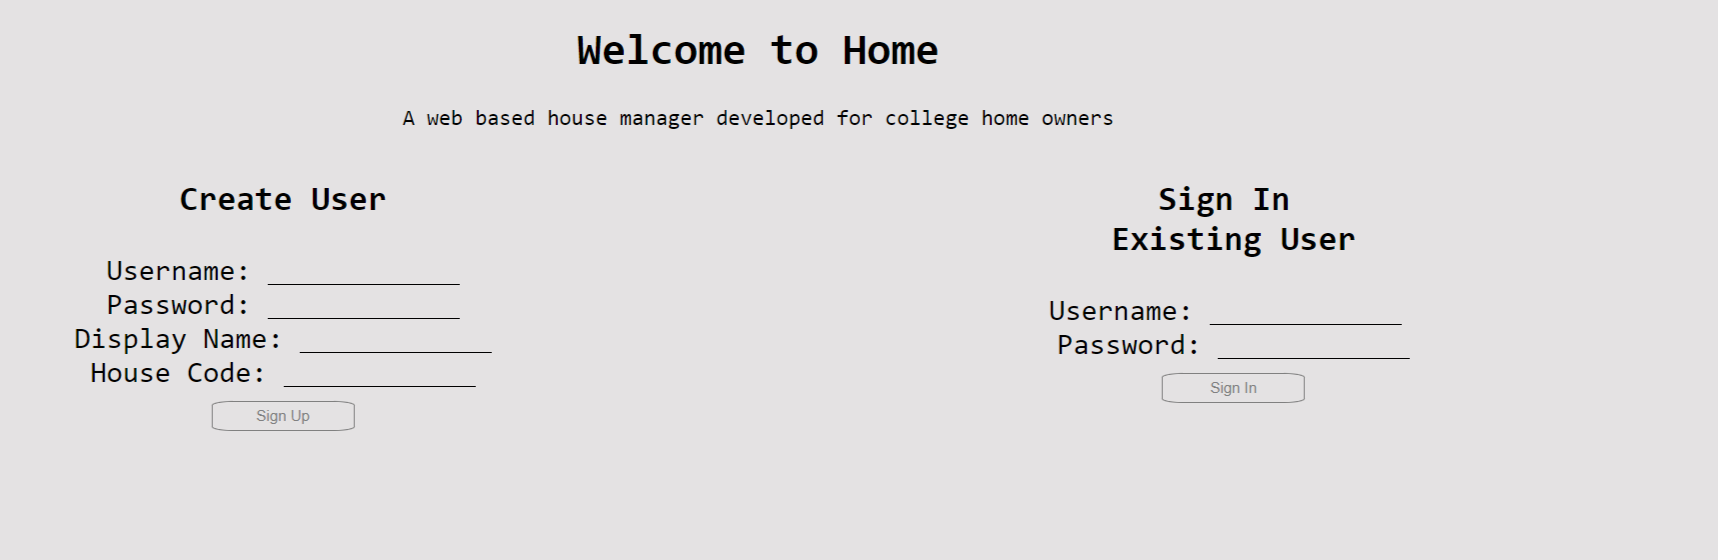 Welcome to Home
A web based house manager developed for college home owners
Create User
Username:
Password:
Display Name:
House Code:
Sign Up
Sign In
Existing User
Username:
Password:
Sign In